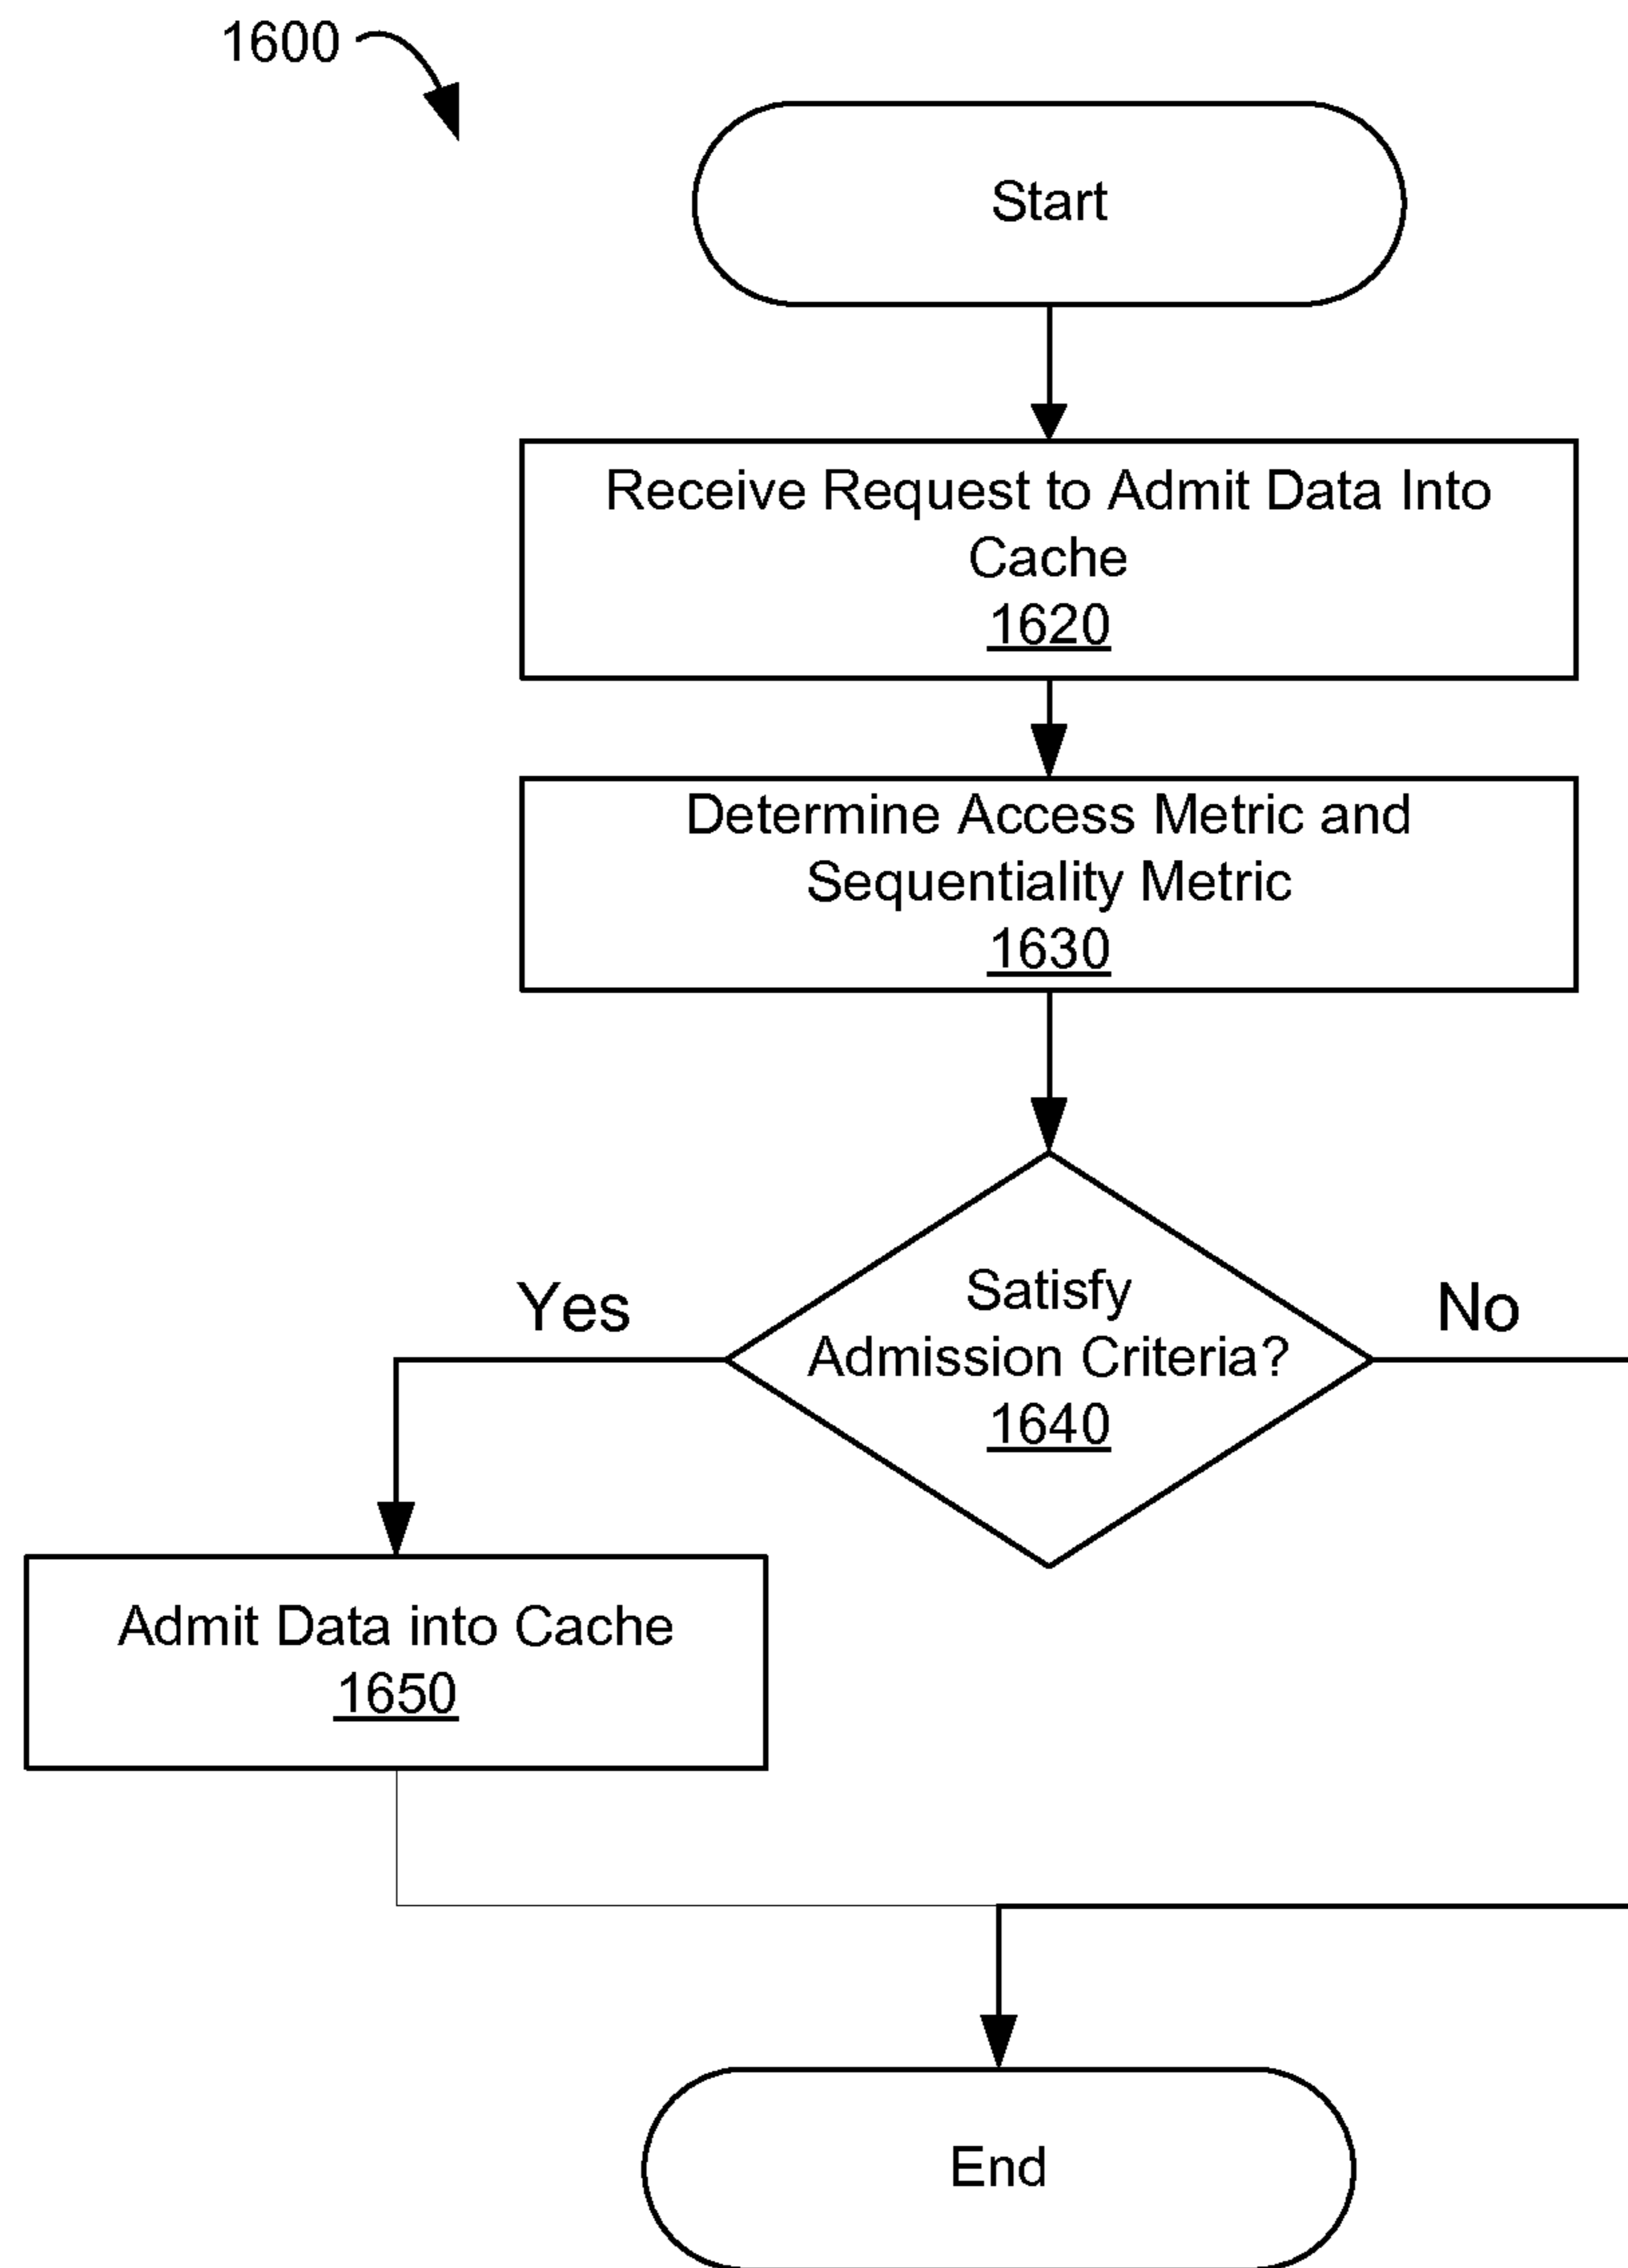 1600
Start
Receive Request to Admit Data Into
Cache
1620
Determine Access Metric and
Sequentiality Metric
1630
Satisfy
Admission Criteria?
1640
Yes
No
Admit Data into Cache
1650
End